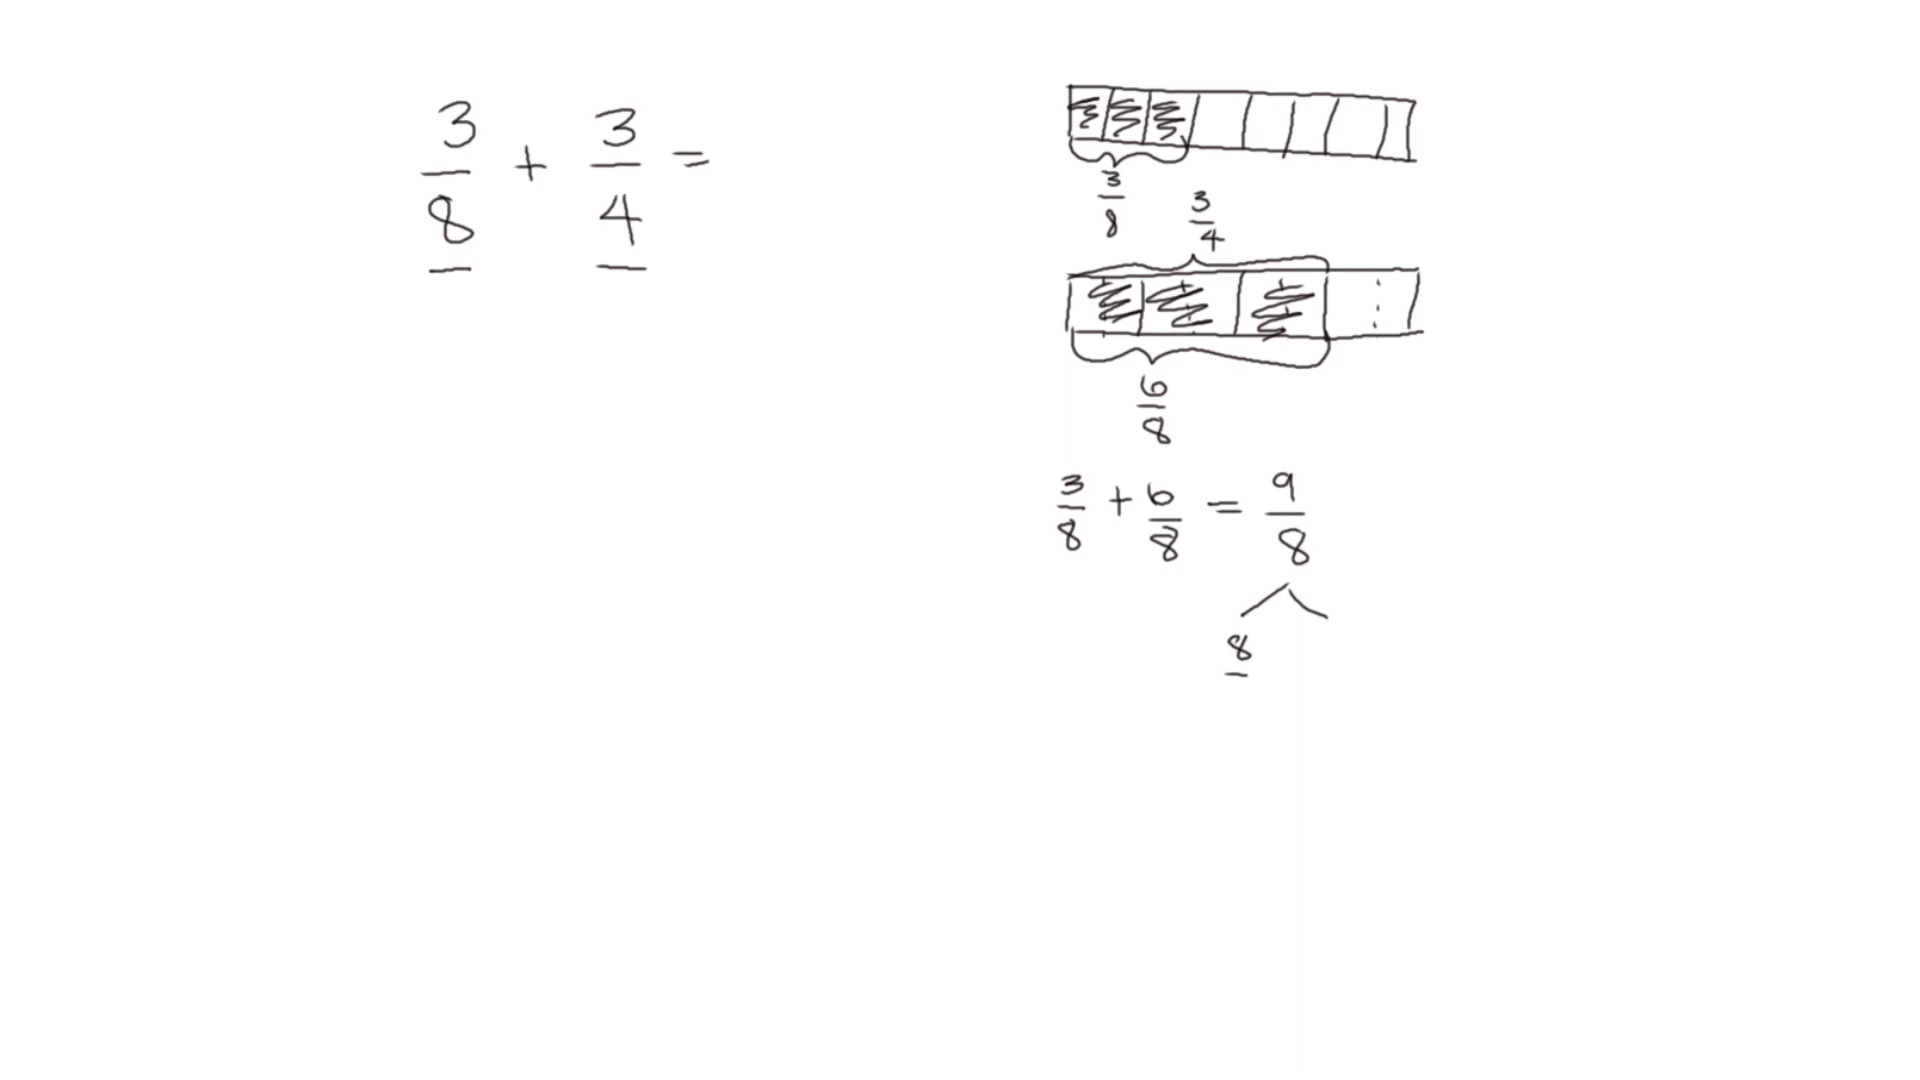 3/8 + 3/4 =
3/8
3/4
6/8
3/8 + 6/8 = 9/8
8